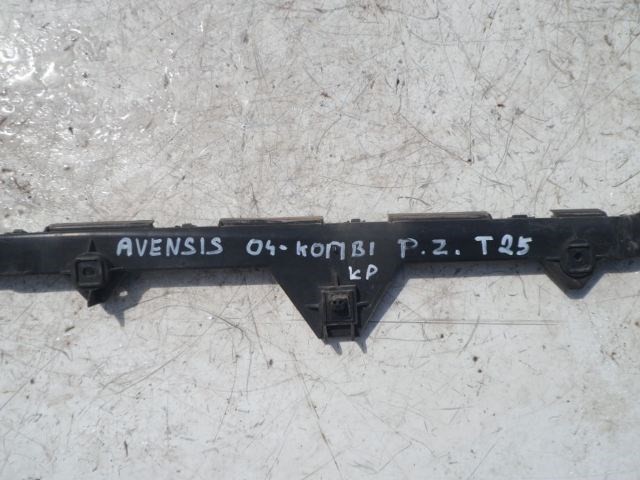 AVENSIS 04-KOMBI P.Z. T25
KP